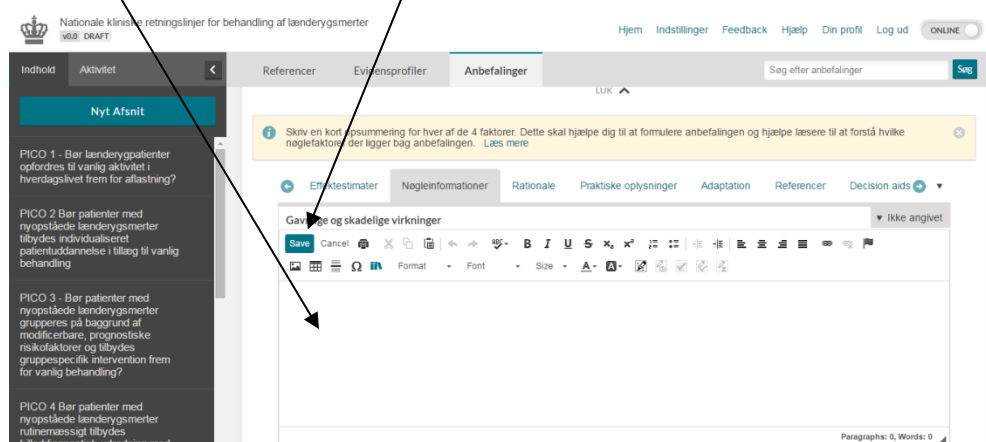 Nationale kliniske retningslinjer for behandling af lænderygsmerter
v0.0 DRAFT
Hjem Indstillinger Feedback Hjælp Din profil Log ud ONLINE
Indhold Aktivitet
Referencer Evidensprofiler Anbefalinger
Søg efter anbefalinger Søg
LUK
Nyt Afsnit
Skriv en kort opsummering for hver af de 4 faktorer. Dette skal hjælpe dig til at formulere anbefalingen og hjælpe læsere til at forstå hvilke
nøglefaktorer der ligger bag anbefalingen. Læs mere
PICO 1 - Bør lænderygpatienter
opfordres til vanlig aktivitet i
hverdagslivet frem for aflastning?
PICO 2 Bør patienter med
nyopståede lænderygsmerter
tilbydes individualiseret
patientuddannelse i tillæg til vanlig
behandling
PICO 3 - Bør patienter med
nyopståede lænderygsmerter
grupperes på baggrund af
modificerbare, prognostiske
risikofaktorer og tilbydes
gruppespecifik intervention frem
for vanlig behandling?
PICO 4 Bør patienter med
nyopståede lænderygsmerter
rutinemæssigt tilbydes
Effektestimater Nøgleinformationer Rationale Praktiske oplysninger Adaptation Referencer Decision aids
Gavnlige og skadelige virkninger
Ikke angivet
Save Cancel B I U S x₂ x²
Ω Format Font Size A A
Paragraphs: 0, Words: 0